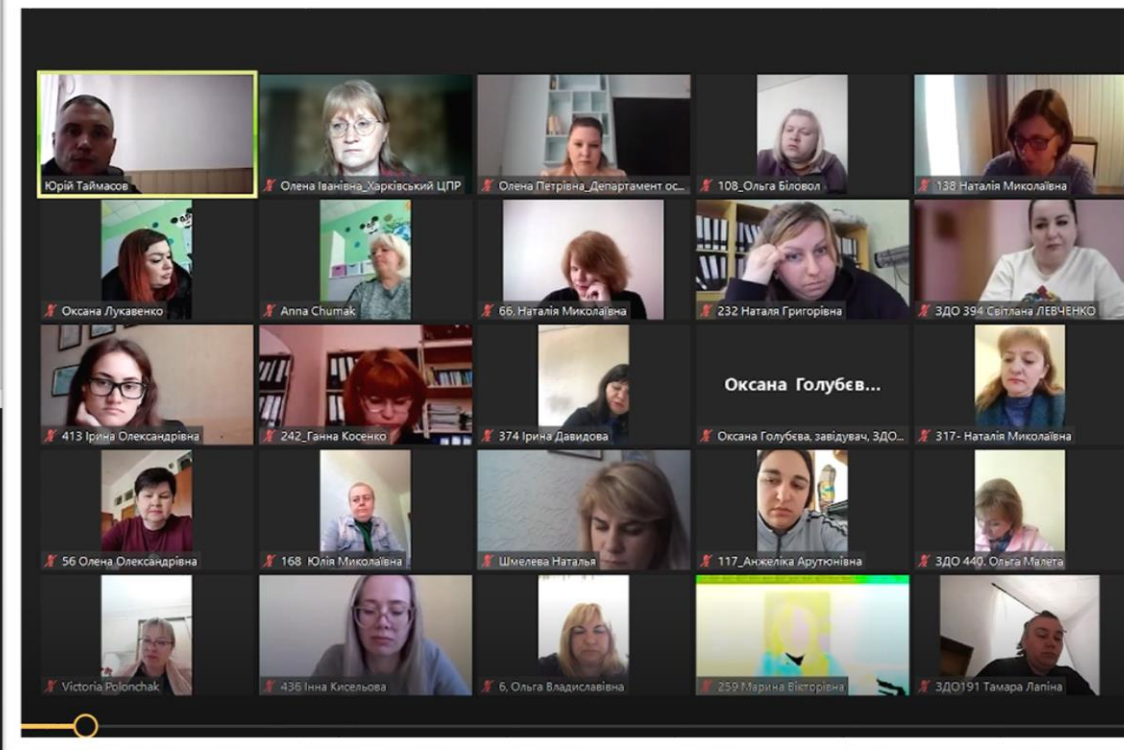 Юрій Таймасов
Олена Іванівна_Харківський ЦПР
Олена Петрівна_Департамент ос...
108_Ольга Біловол
138 Наталія Миколаївна
Оксана Лукавенко
Anna Chumak
66, Наталія Миколаївна
232 Наталя Григорівна
ЗДО 394 Світлана ЛЕВЧЕНКО
413 Ірина Олександрівна
242_Ганна Косенко
374 Ірина Давидова
Оксана Голубєв...
Оксана Голубєва, завідувач, ЗДО...
317- Наталія Миколаївна
56 Олена Олександрівна
168 Юлія Миколаївна
Шмелева Наталья
117_Анжеліка Арутюнівна
ЗДО 440. Ольга Малета
Victoria Polonchak
436 Інна Кисельова
6, Ольга Владиславівна
259 Марина Вікторівна
ЗДО191 Тамара Лапіна